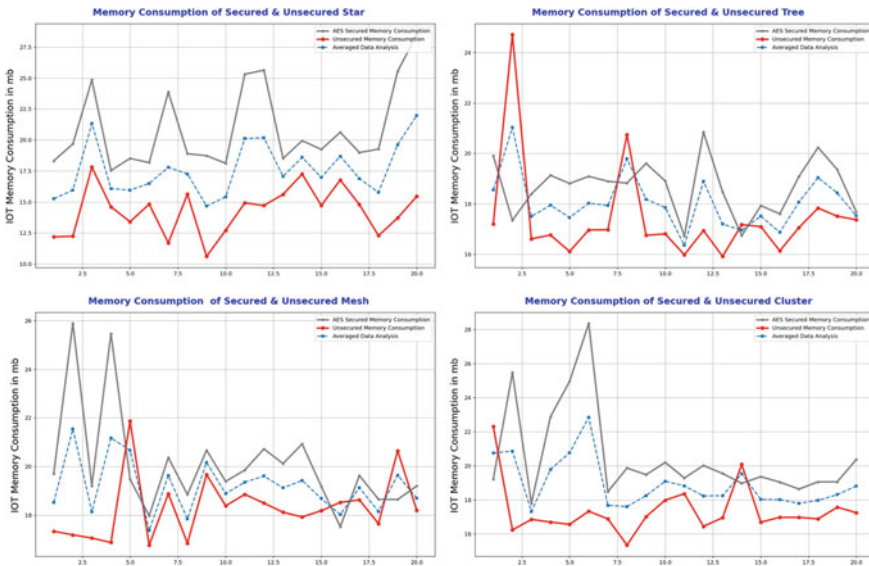 Memory Consumption of Secured & Unsecured Star
AES Secured Memory Consumption
Unsecured Memory Consumption
Averaged Data Analysis
IOT Memory Consumption in mb
27.5
25.0
22.5
20.0
17.5
15.0
12.5
10.0
2.5 5.0 7.5 10.0 12.5 15.0 17.5 20.0
Memory Consumption of Secured & Unsecured Tree
AES Secured Memory Consumption
Unsecured Memory Consumption
Averaged Data Analysis
IOT Memory Consumption in mb
24
22
20
18
16
2.5 5.0 7.5 10.0 12.5 15.0 17.5 20.0
Memory Consumption of Secured & Unsecured Mesh
AES Secured Memory Consumption
Unsecured Memory Consumption
Averaged Data Analysis
IOT Memory Consumption in mb
26
24
22
20
18
2.5 5.0 7.5 10.0 12.5 15.0 17.5 20.0
Memory Consumption of Secured & Unsecured Cluster
AES Secured Memory Consumption
Unsecured Memory Consumption
Averaged Data Analysis
IOT Memory Consumption in mb
28
26
24
22
20
18
16
2.5 5.0 7.5 10.0 12.5 15.0 17.5 20.0